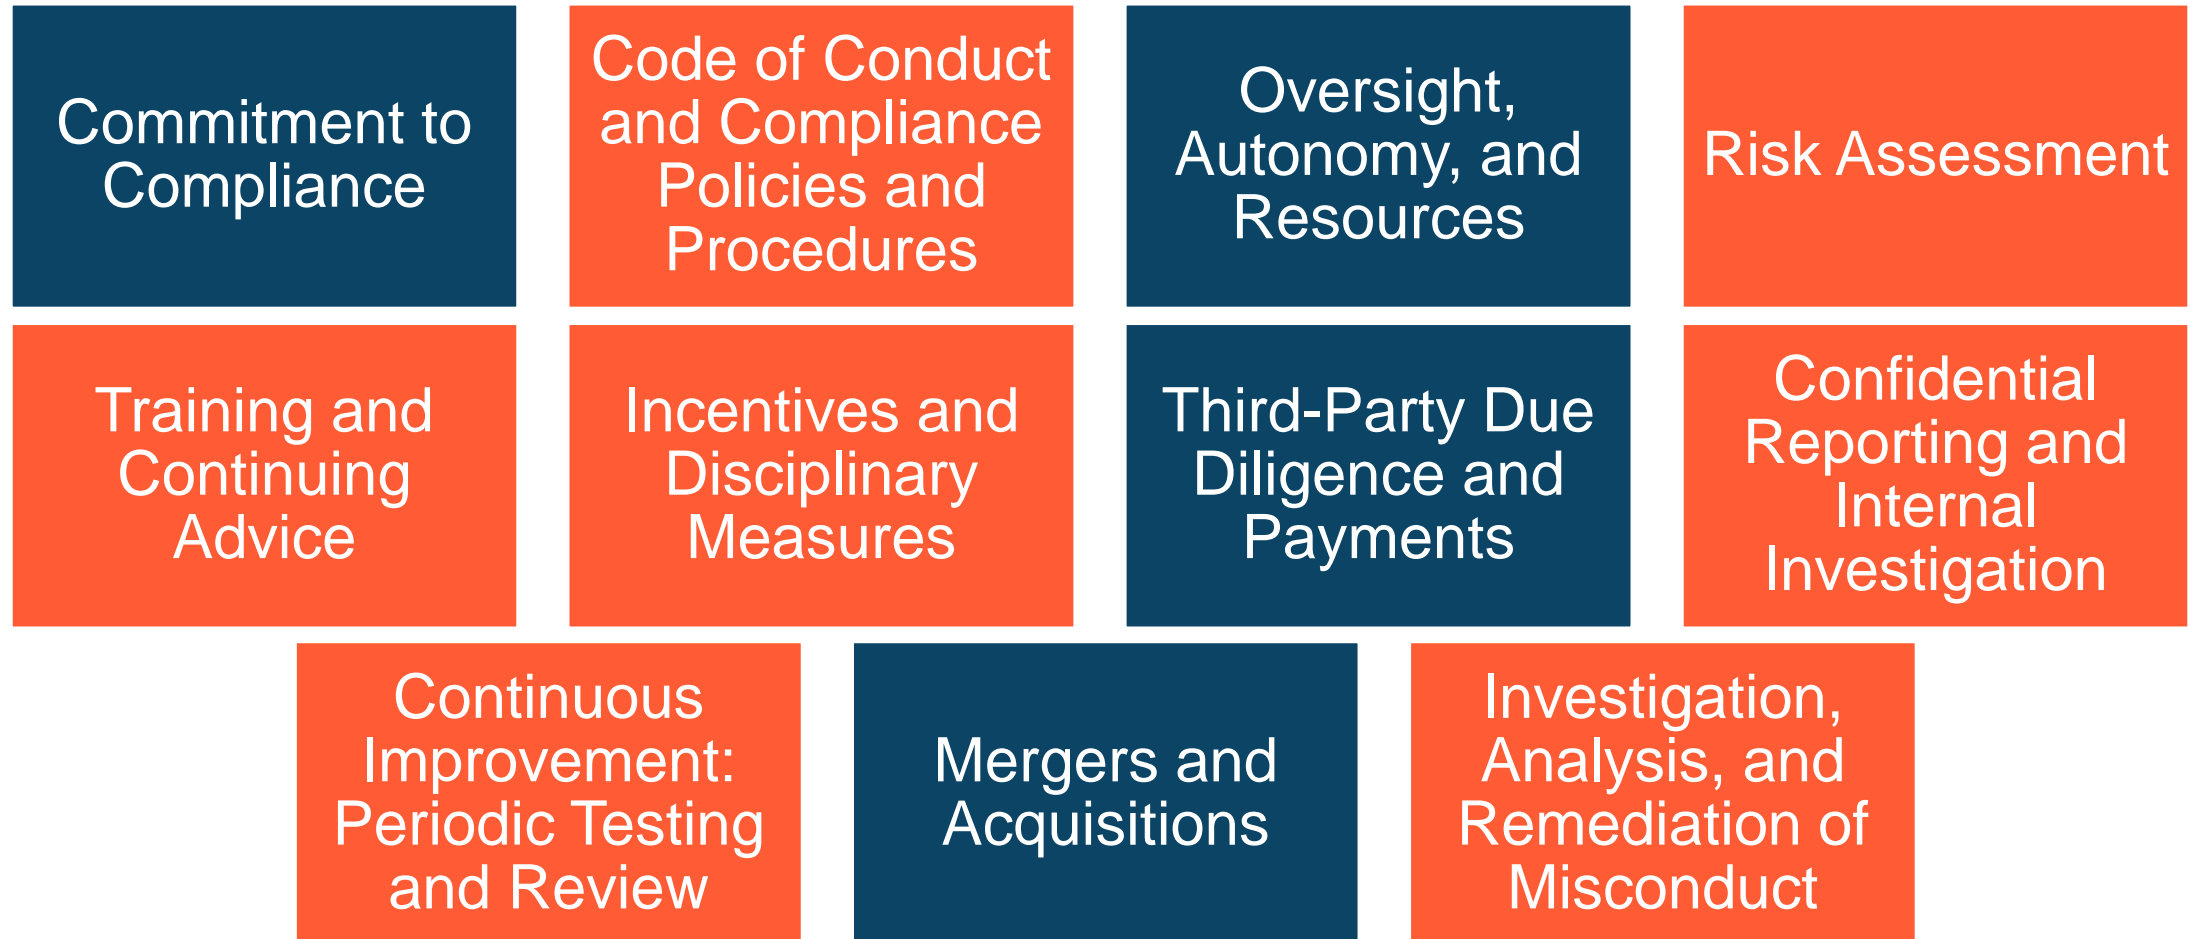 Commitment to
Compliance
Code of Conduct
and Compliance
Policies and
Procedures
Oversight,
Autonomy, and
Resources
Risk Assessment
Training and
Continuing
Advice
Incentives and
Disciplinary
Measures
Third-Party Due
Diligence and
Payments
Confidential
Reporting and
Internal
Investigation
Continuous
Improvement:
Periodic Testing
and Review
Mergers and
Acquisitions
Investigation,
Analysis, and
Remediation of
Misconduct